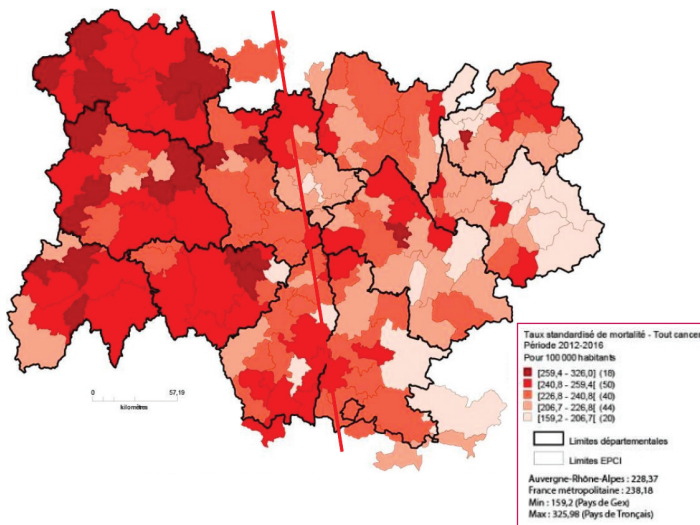 0
57,19
kilomètres
Taux standardisé de mortalité - Tout cancer
Période 2012-2016
Pour 100 000 habitants
[259,4 - 326,0] (18)
[240,8 - 259,4[ (50)
[226,8 - 240,8[ (40)
[206,7 - 226,8[ (44)
[159,2 - 206,7[ (20)
Limites départementales
Limites EPCI
Auvergne-Rhône-Alpes : 228,37
France métropolitaine : 238,18
Min : 159,2 (Pays de Gex)
Max : 325,98 (Pays de Tronçais)